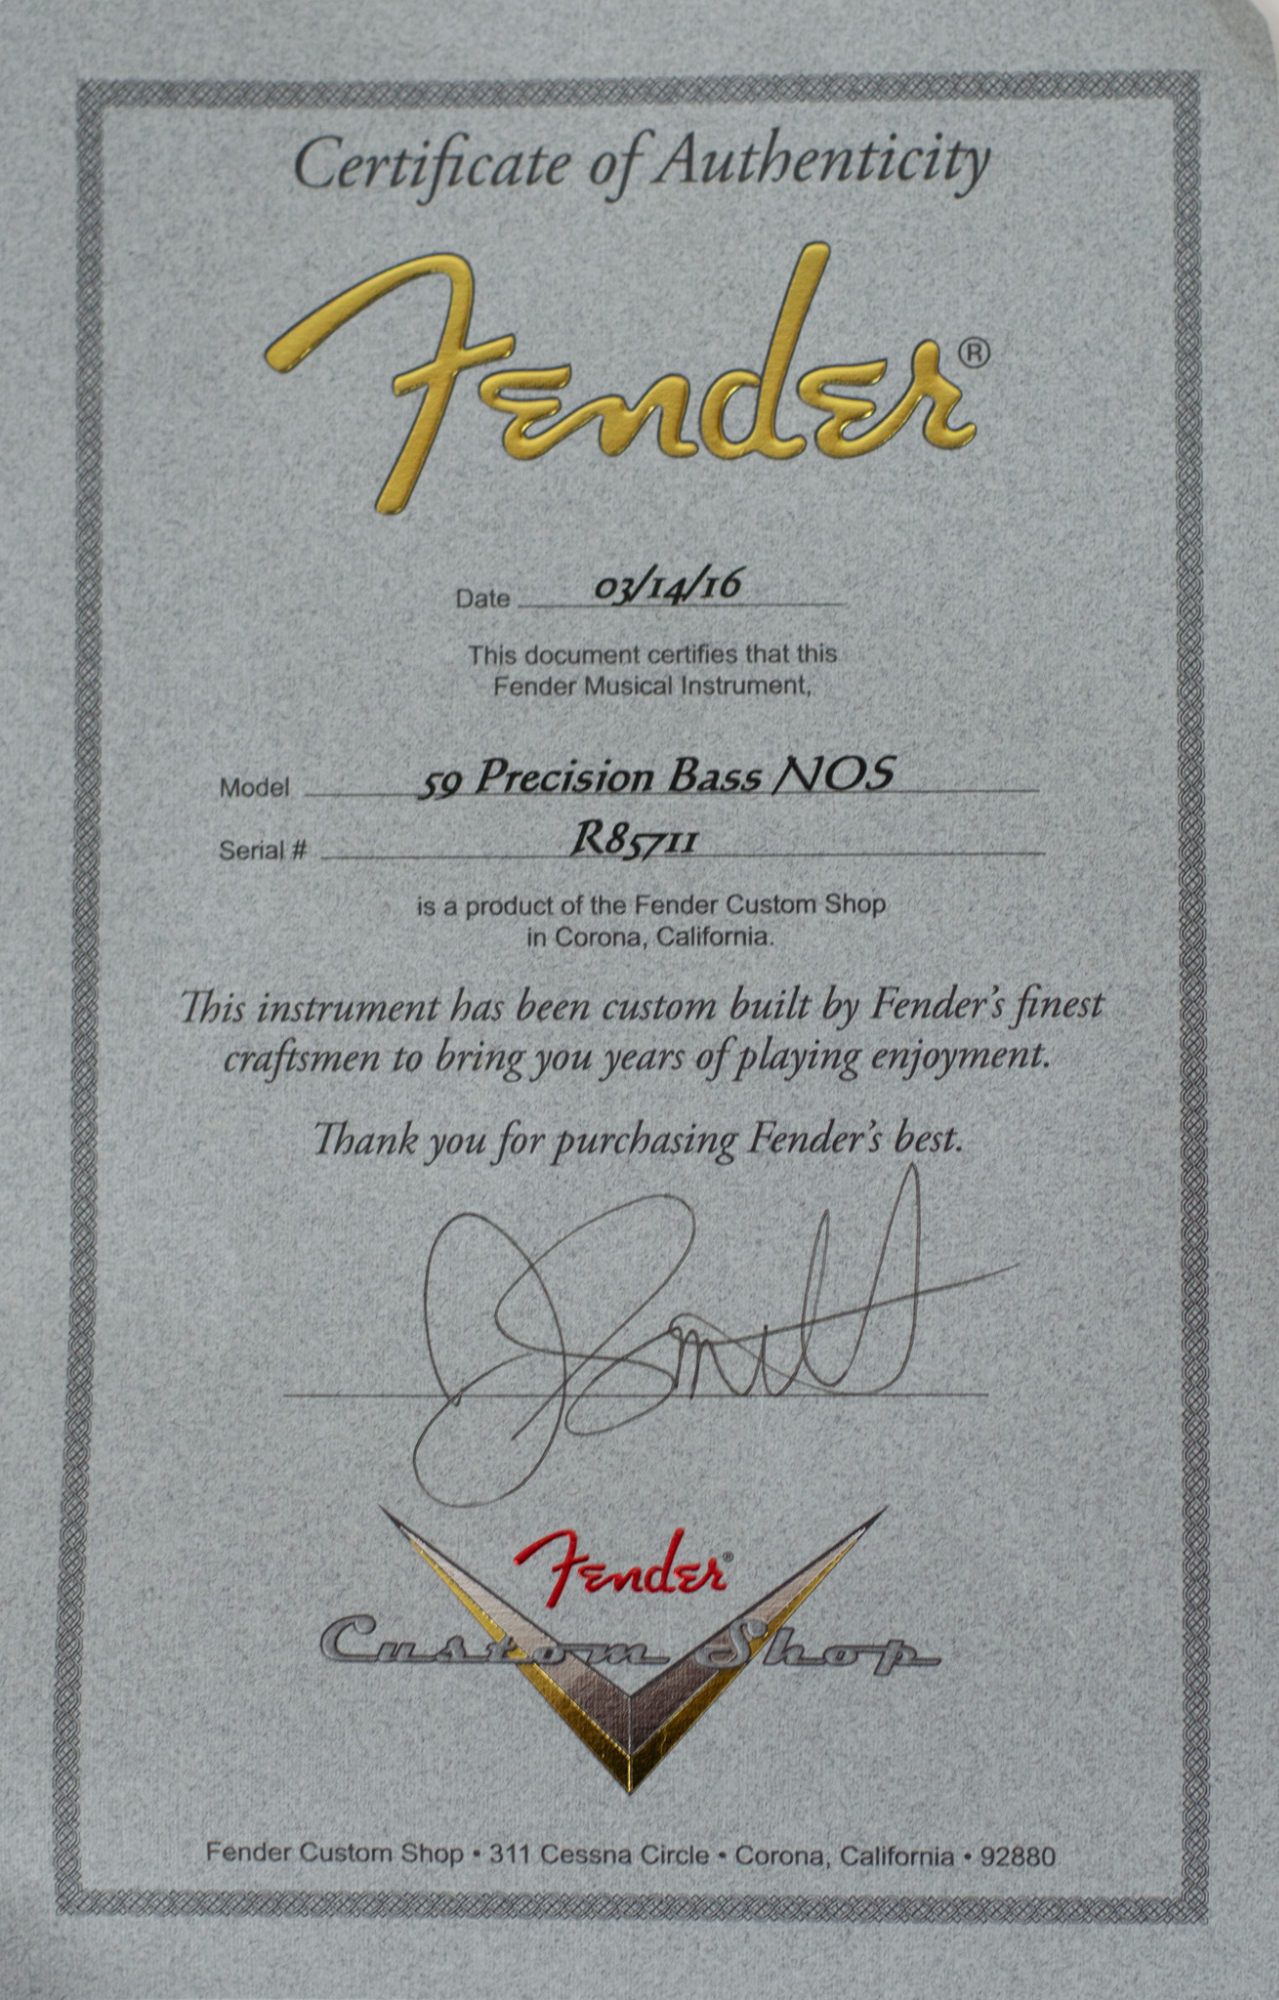 Certificate of Authenticity
Fender®
Date 03/14/16
This document certifies that this
Fender Musical Instrument,
Model 59 Precision Bass NOS
Serial # R85711
is a product of the Fender Custom Shop
in Corona, California.
This instrument has been custom built by Fender's finest
craftsmen to bring you years of playing enjoyment.
Thank you for purchasing Fender's best.
Fender®
Custom Shop
Fender Custom Shop • 311 Cessna Circle • Corona, California • 92880